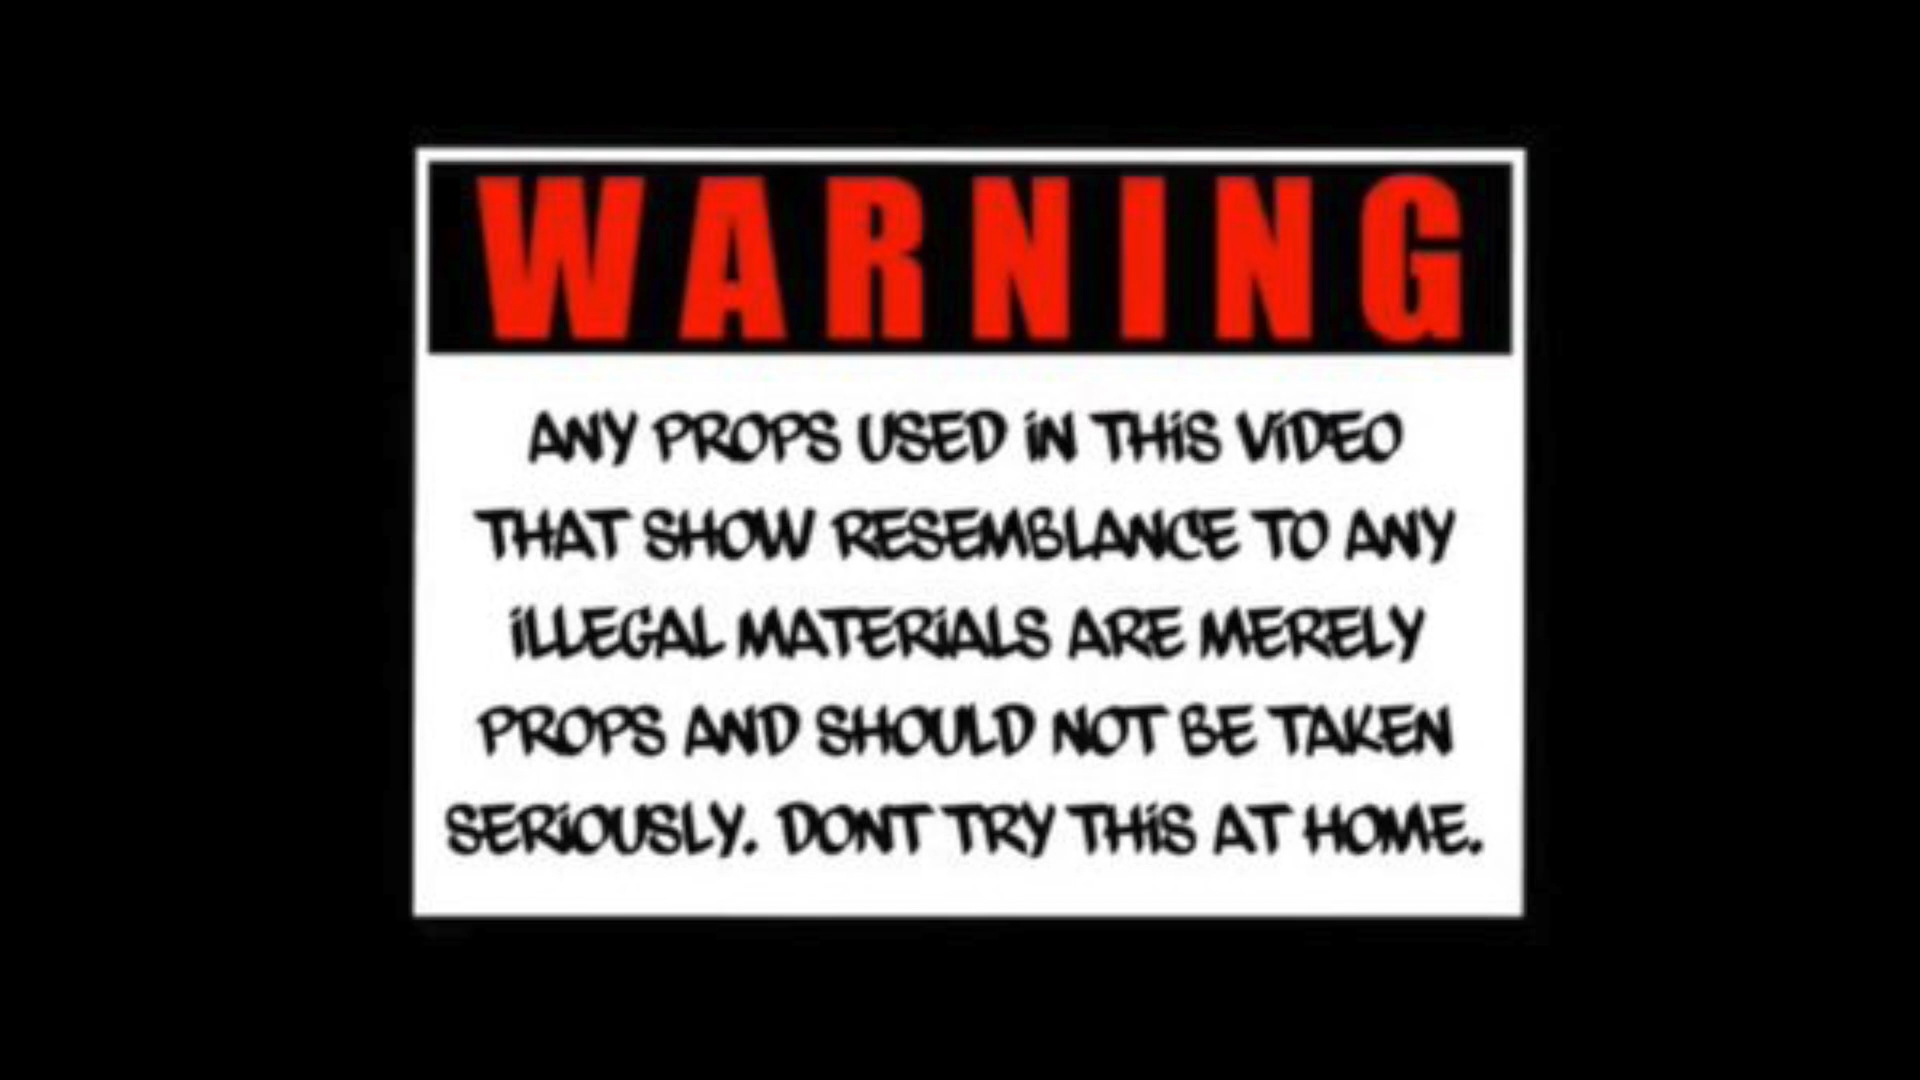 WARNING
ANY PROPS USED iN THiS ViDEO
THAT SHOW RESEMBLANCE TO ANY
iLLEGAL MATERiALS ARE MERELY
PROPS AND SHOULD NOT BE TAKEN
SERiOUSLY. DONT TRY THiS AT HOME.